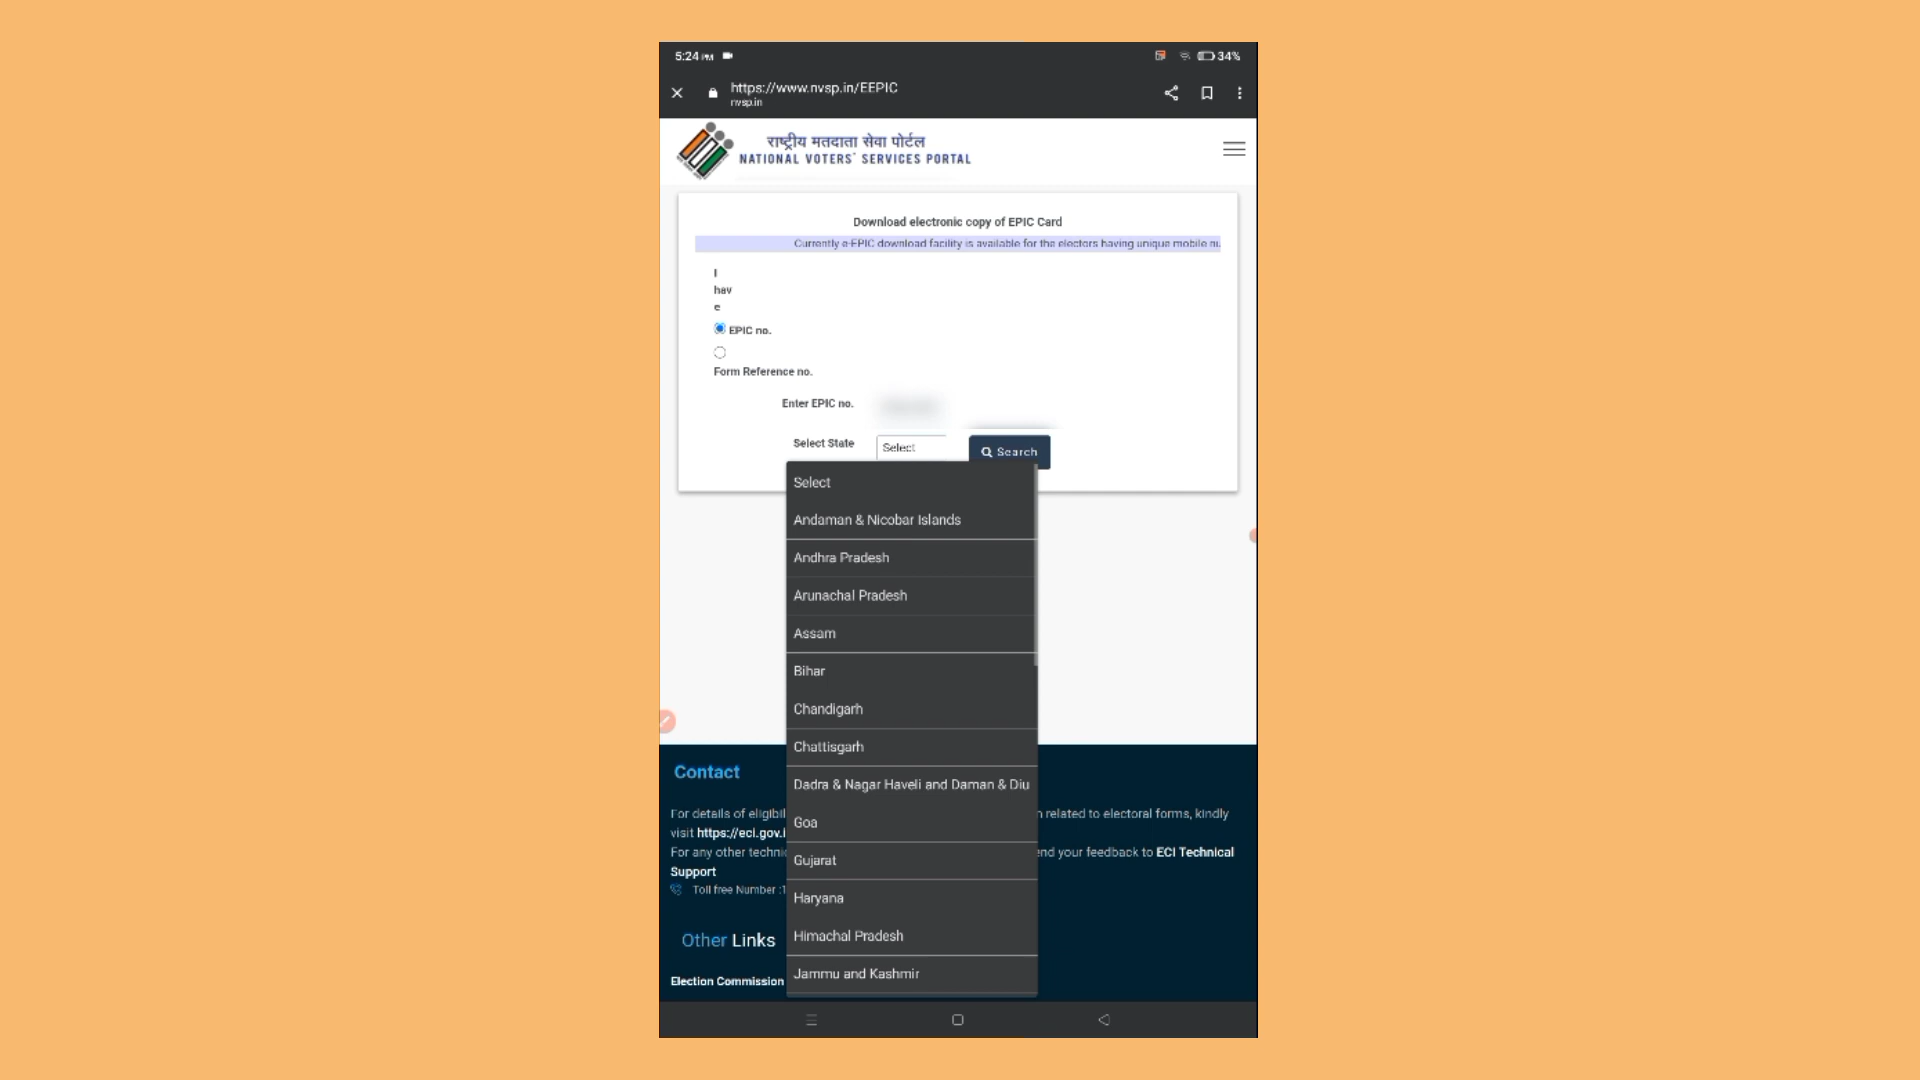 5:24 PM
34%
https://www.nvsp.in/EEPIC
nvsp.in
राष्ट्रीय मतदाता सेवा पोर्टल
NATIONAL VOTERS' SERVICES PORTAL
Download electronic copy of EPIC Card
Currently e-EPIC download facility is available for the electors having unique mobile
I
hav
e
EPIC no.
Form Reference no.
Enter EPIC no.
Select State
Select
Search
Select
Andaman & Nicobar Islands
Andhra Pradesh
Arunachal Pradesh
Assam
Bihar
Chandigarh
Chattisgarh
Dadra & Nagar Haveli and Daman & Diu
Goa
Gujarat
Haryana
Himachal Pradesh
Jammu and Kashmir
Contact
For details of related to electoral forms, kindly
visit https://eci.gov.i
For any other your feedback to ECI Technical
Support
Toll free Number :1
Other Links
Election Commission